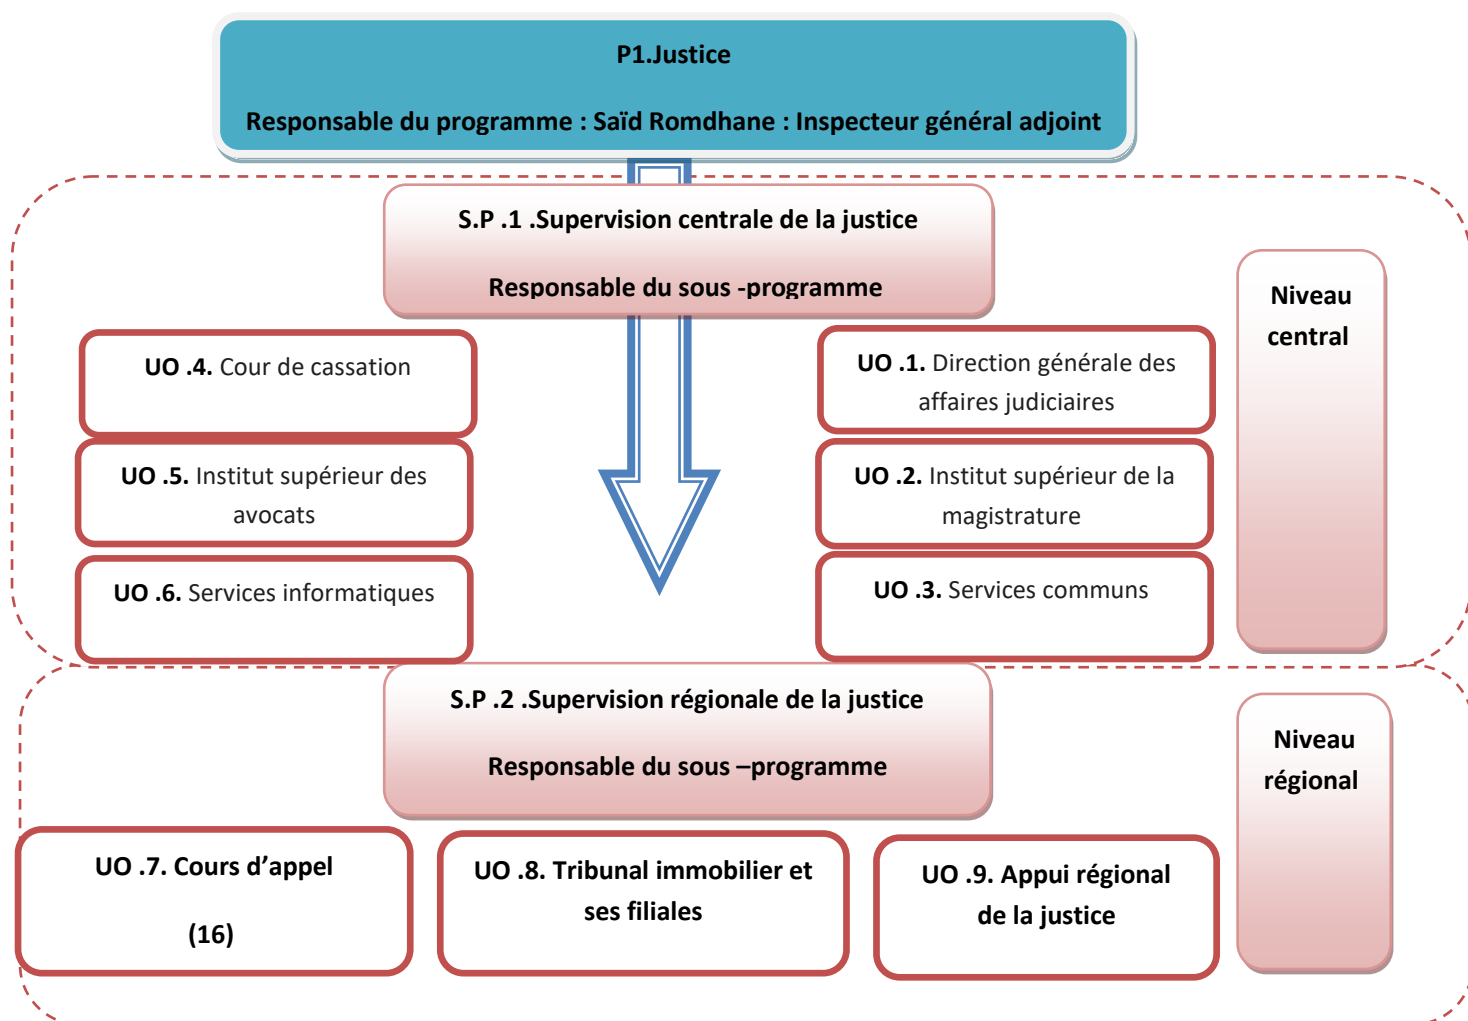 P1.Justice
Responsable du programme : Saïd Romdhane : Inspecteur général adjoint
S.P .1 .Supervision centrale de la justice
Responsable du sous -programme
Niveau
central
UO .4. Cour de cassation
UO .1. Direction générale des
affaires judiciaires
UO .5. Institut supérieur des
avocats
UO .2. Institut supérieur de la
magistrature
UO .6. Services informatiques
UO .3. Services communs
S.P .2 .Supervision régionale de la justice
Responsable du sous –programme
Niveau
régional
UO .7. Cours d’appel
(16)
UO .8. Tribunal immobilier et
ses filiales
UO .9. Appui régional
de la justice